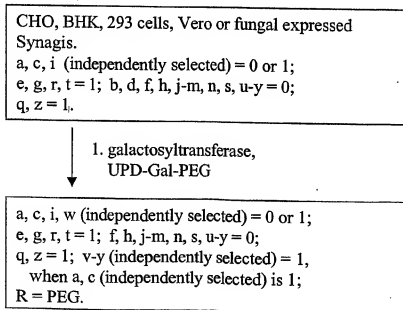 CHO, BHK, 293 cells, Vero or fungal expressed
Synagis.
a, c, i (independently selected) = 0 or 1;
e, g, r, t = 1; b, d, f, h, j-m, n, s, u-y = 0;
q, z = 1.
1. galactosyltransferase,
UPD-Gal-PEG
a, c, i, w (independently selected) = 0 or 1;
e, g, r, t = 1; f, h, j-m, n, s, u-y = 0;
q, z = 1; v-y (independently selected) = 1,
when a, c (independently selected) is 1;
R = PEG.